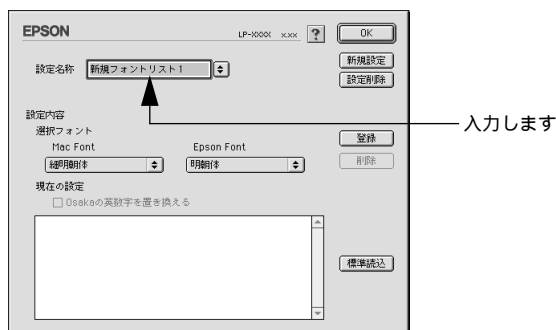 EPSON LP-XXXX x.xx ? OK
設定名称 新規フォントリスト1 新規設定
設定削除
入力します
設定内容
選択フォント 登録
Mac Font Epson Font
細明朝体 明朝体 削除
現在の設定
Osakaの英数字を置き換える
標準読込